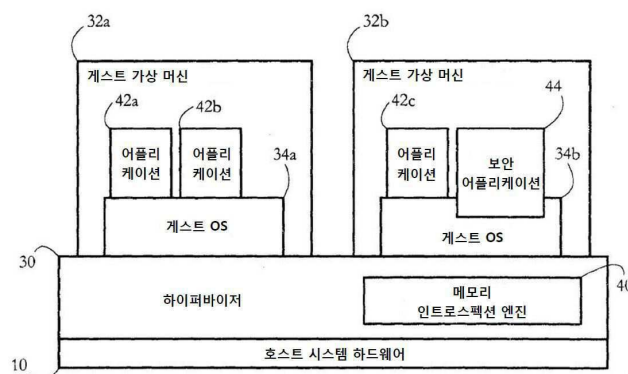 32a
32b
게스트 가상 머신
게스트 가상 머신
42a
42b
42c
44
어플리
케이션
어플리
케이션
34a
어플리
케이션
보안
어플리케이션
34b
게스트 OS
게스트 OS
30
하이퍼바이저
메모리
인트로스펙션 엔진
호스트 시스템 하드웨어
10